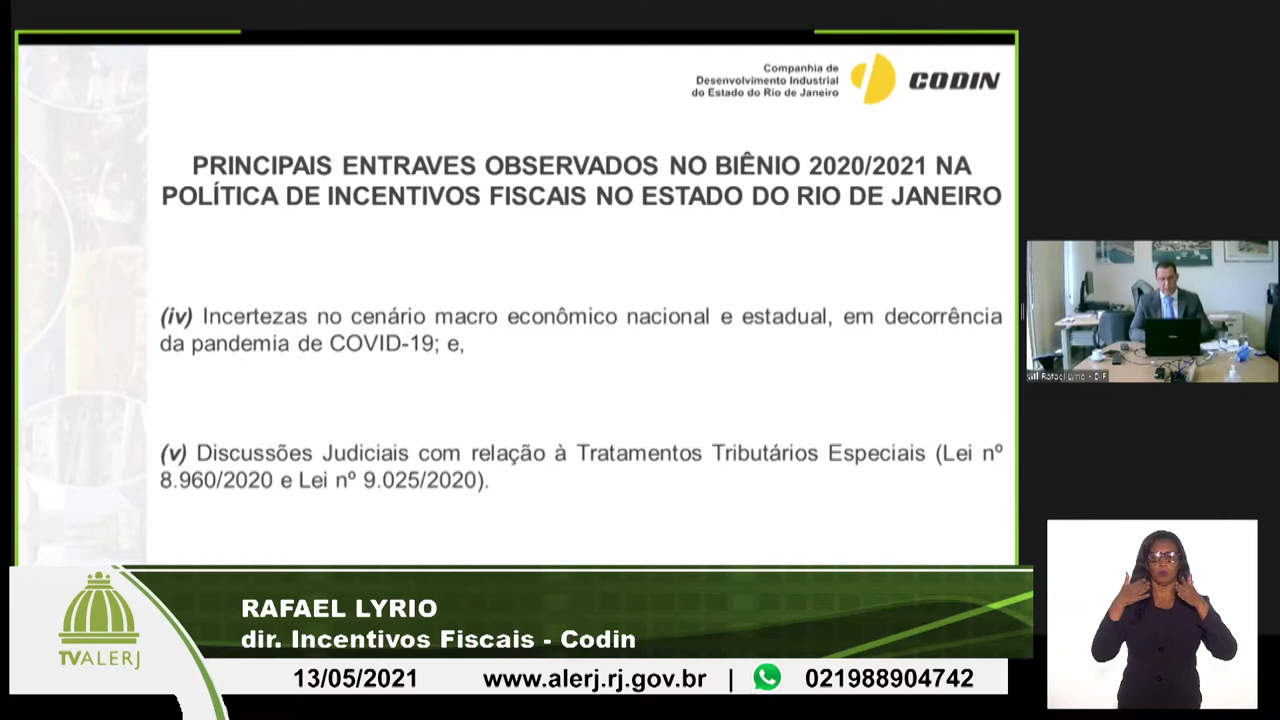 Companhia de
Desenvolvimento Industrial
do Estado do Rio de Janeiro
CODIN
PRINCIPAIS ENTRAVES OBSERVADOS NO BIÊNIO 2020/2021 NA
POLÍTICA DE INCENTIVOS FISCAIS NO ESTADO DO RIO DE JANEIRO
(iv) Incertezas no cenário macro econômico nacional e estadual, em decorrência
da pandemia de COVID-19; e,
(v) Discussões Judiciais com relação à Tratamentos Tributários Especiais (Lei nº
8.960/2020 e Lei nº 9.025/2020).
Rafael Lyrio - DIF
RAFAEL LYRIO
dir. Incentivos Fiscais - Codin
TVALERJ
13/05/2021 www.alerj.rj.gov.br | 021988904742